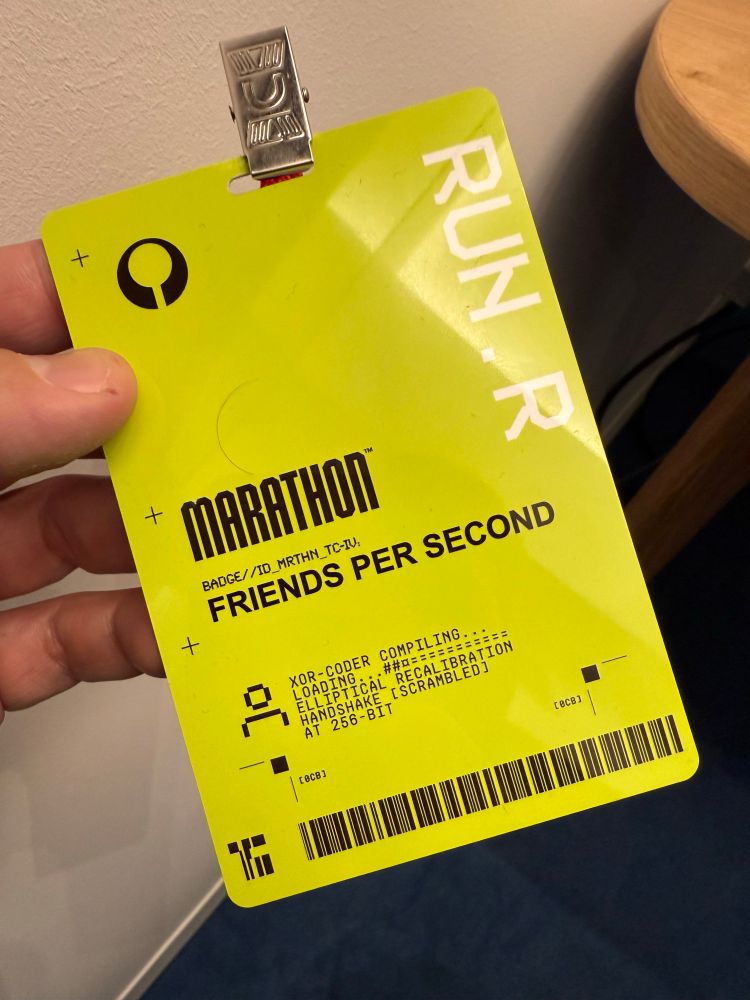 RUN.R
MARATHON™
BADGE//ID_MRTHN_TC-IV;
FRIENDS PER SECOND
XOR-CODER COMPILING...
LOADING...##¤===========
ELLIPTICAL RECALIBRATION
HANDSHAKE [SCRAMBLED]
AT 256-BIT
[0CB]
[0CB]